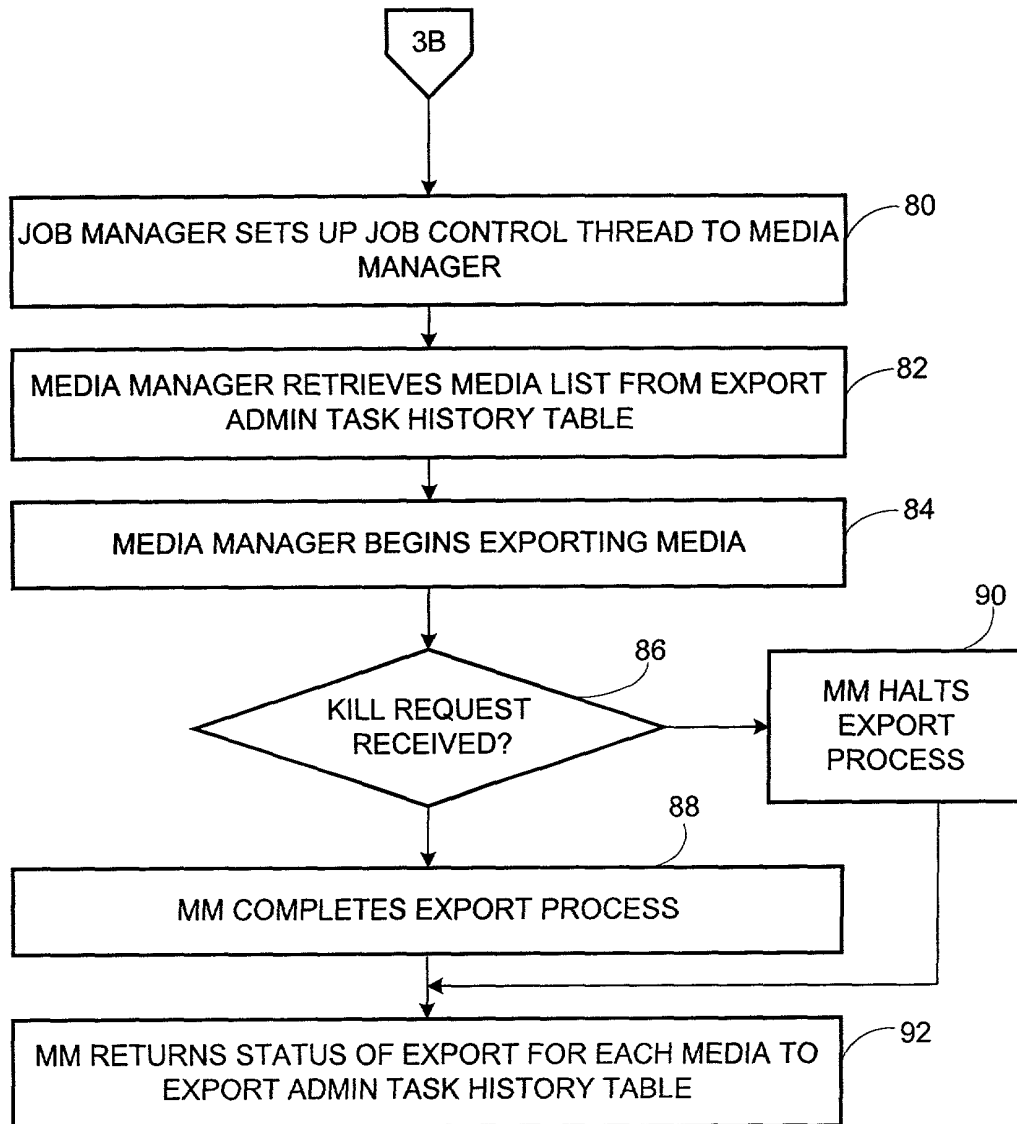 3B
JOB MANAGER SETS UP JOB CONTROL THREAD TO MEDIA
MANAGER
80
MEDIA MANAGER RETRIEVES MEDIA LIST FROM EXPORT
ADMIN TASK HISTORY TABLE
82
MEDIA MANAGER BEGINS EXPORTING MEDIA
84
KILL REQUEST
RECEIVED?
86
MM HALTS
EXPORT
PROCESS
90
MM COMPLETES EXPORT PROCESS
88
MM RETURNS STATUS OF EXPORT FOR EACH MEDIA TO
EXPORT ADMIN TASK HISTORY TABLE
92